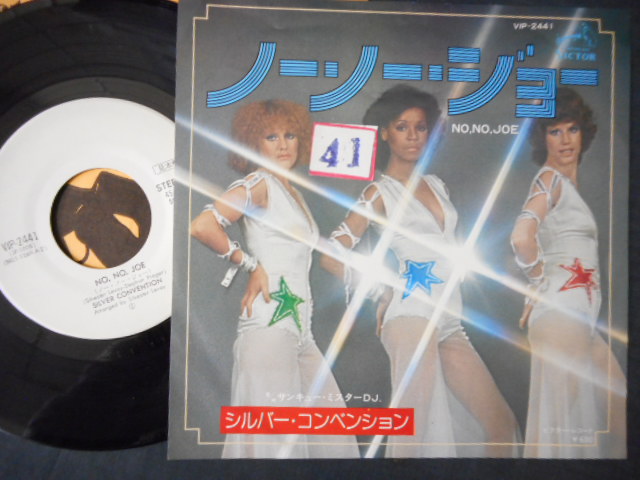 VIP-2441
VICTOR
ノー・ノー・ジョー
NO, NO, JOE
41
サンキュー・ミスターDJ.
シルバー・コンベンション
VIP-2441
NO, NO, JOE
SILVER CONVENTION